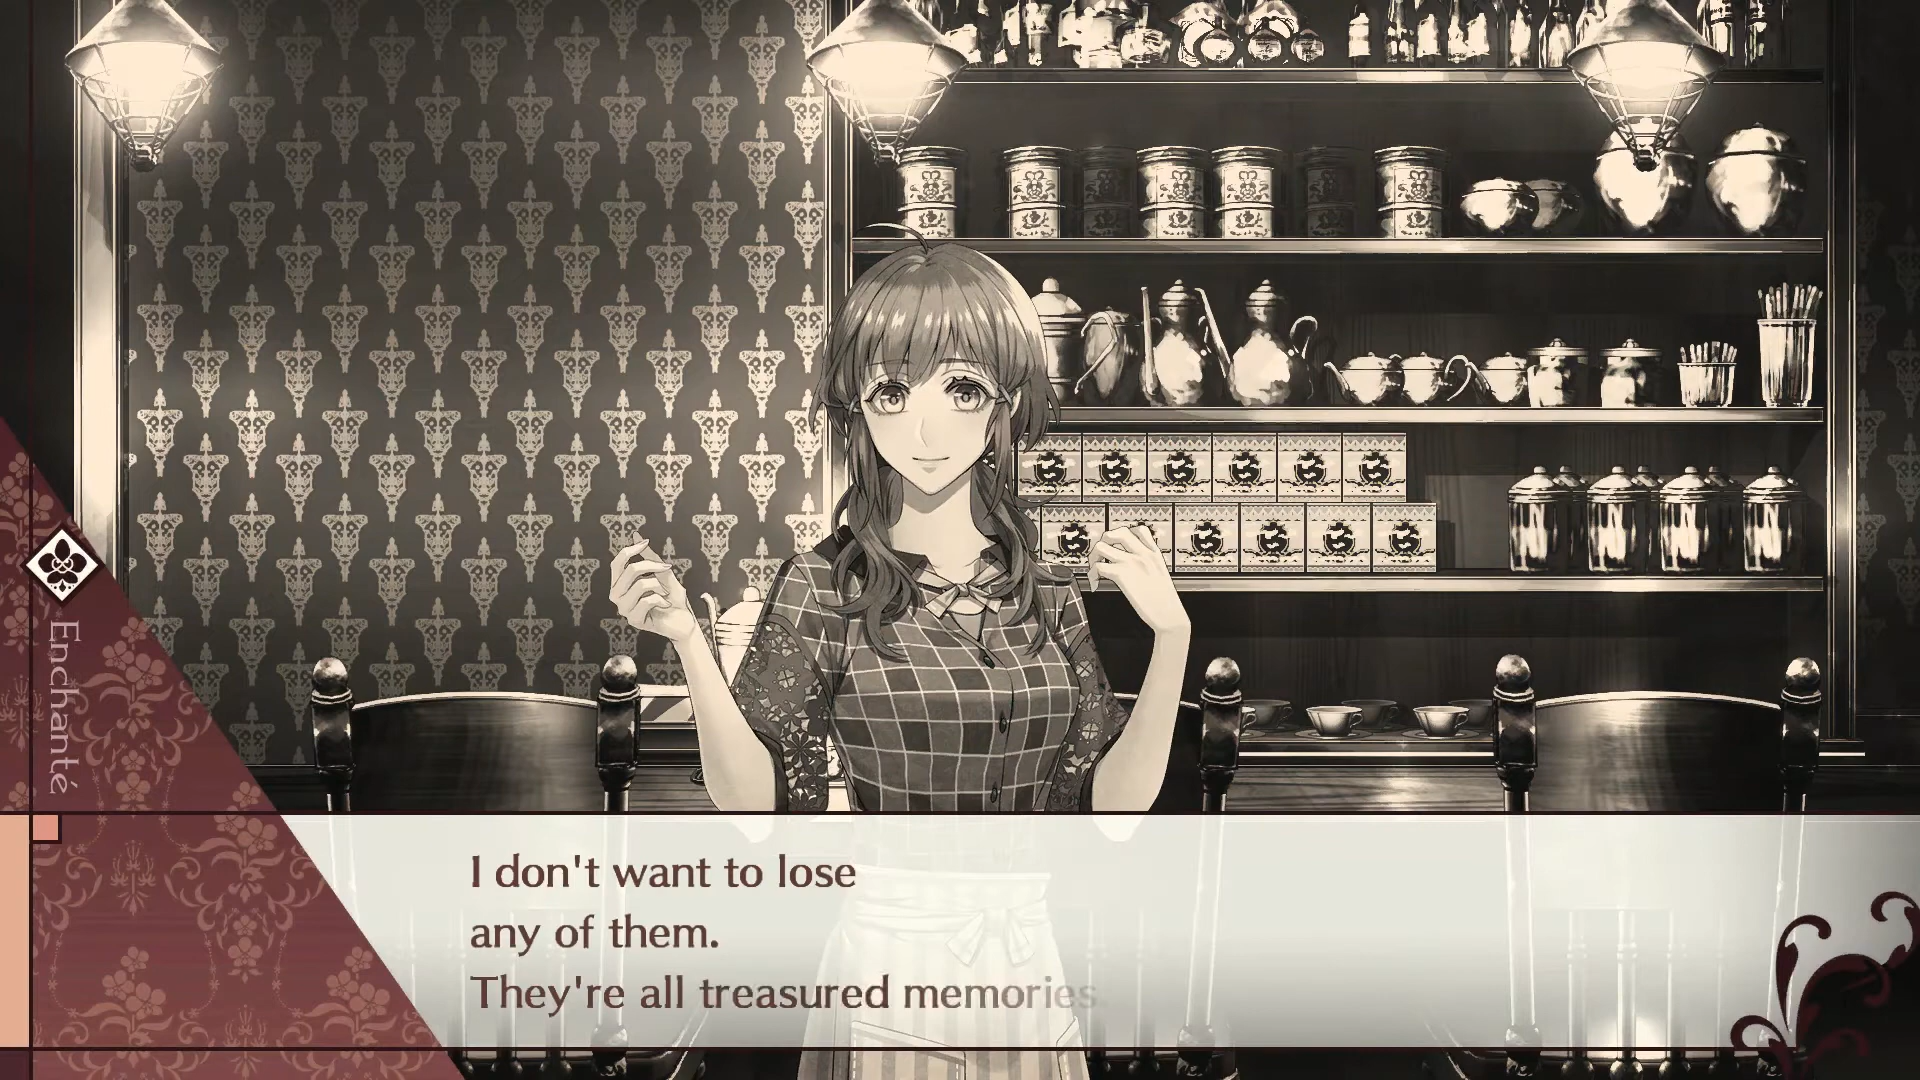 Enchanté
I don't want to lose
any of them.
They're all treasured memories